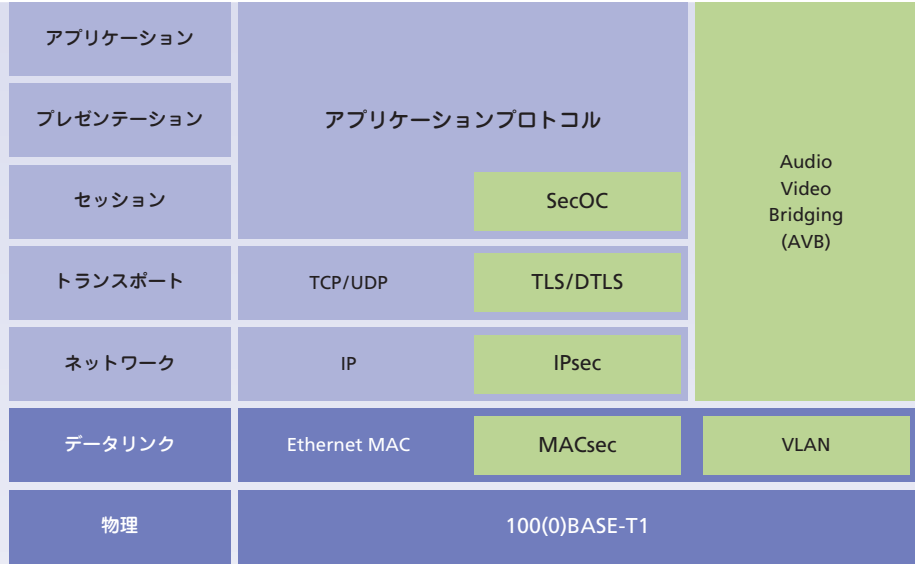 アプリケーション
プレゼンテーション
アプリケーションプロトコル
セッション
SecOC
Audio
Video
Bridging
(AVB)
トランスポート
TCP/UDP
TLS/DTLS
ネットワーク
IP
IPsec
データリンク
Ethernet MAC
MACsec
VLAN
物理
100(0)BASE-T1